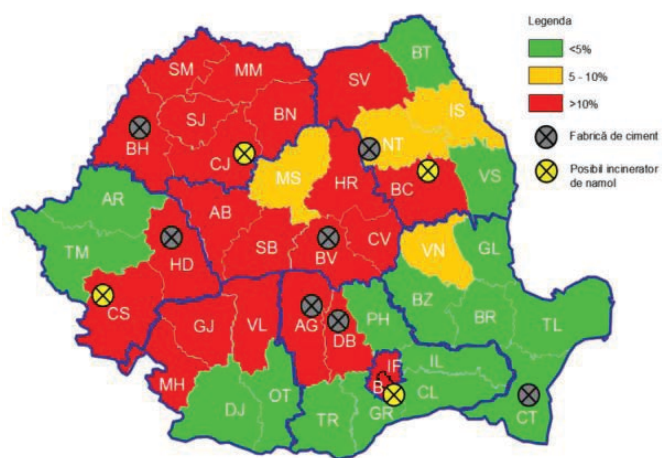 Legenda
<5%
5 - 10%
>10%
Fabrică de ciment
Posibil incinerator
de namol
BT
SM
MM
SV
IS
BH
SJ
BN
CJ
NT
MS
HR
BC
VS
AR
AB
TM
HD
SB
BV
CV
VN
GL
CS
GJ
VL
AG
DB
PH
BZ
BR
TL
MH
IF
B
IL
DJ
OT
TR
GR
CL
CT